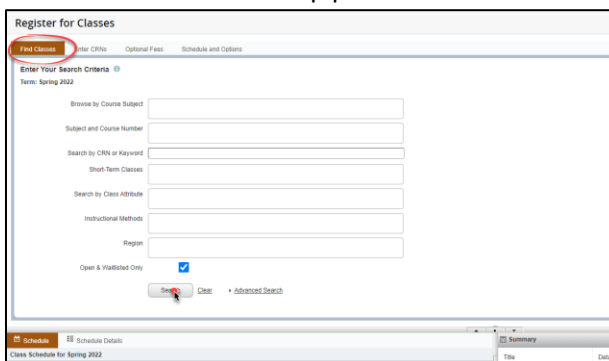 Register for Classes
Find Classes Enter CRNs Optional Fees Schedule and Options
Enter Your Search Criteria
Term: Spring 2022
Browse by Course Subject
Subject and Course Number
Search by CRN or Keyword
Short-Term Classes
Search by Class Attribute
Instructional Methods
Region
Open & Waitlisted Only
Search Clear Advanced Search
Schedule Schedule Details Summary
Class Schedule for Spring 2022 Title